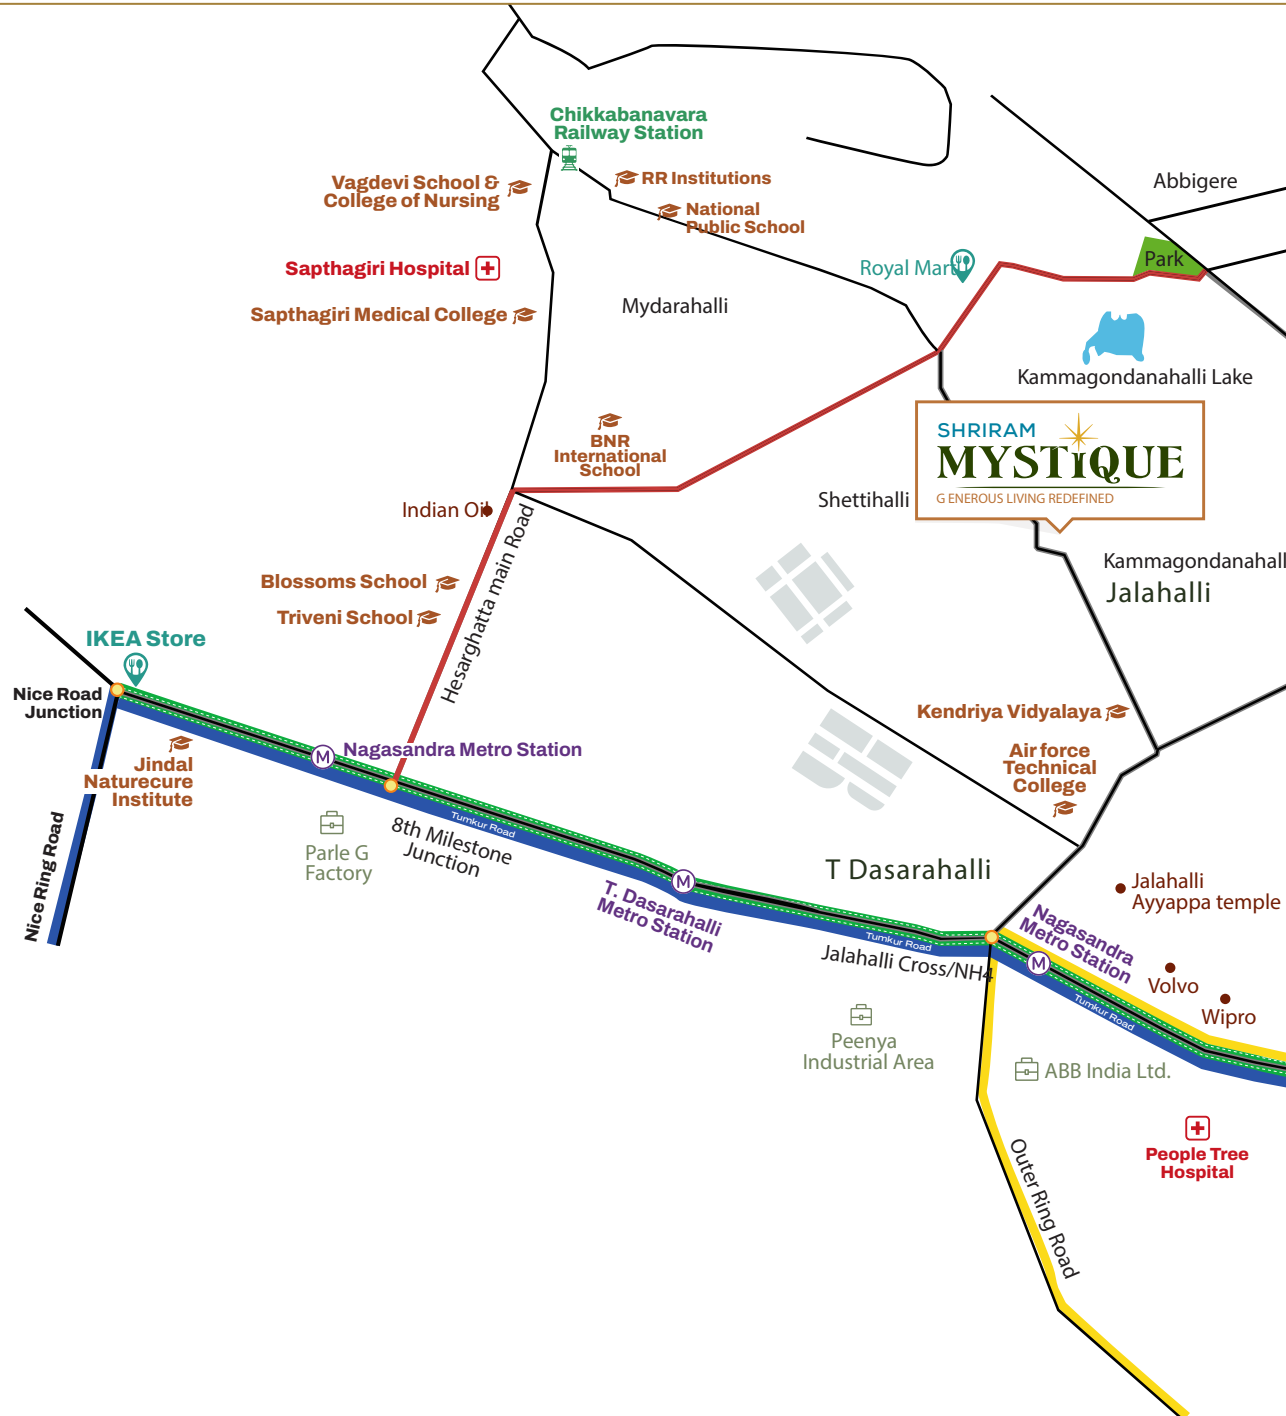 Chikkabanavara
Railway Station
Vagdevi School &
College of Nursing
RR Institutions
National
Public School
Abbigere
Park
Royal Mart
Sapthagiri Hospital
Sapthagiri Medical College
Mydarahalli
Kammagondanahalli Lake
SHRIRAM
MYSTIQUE
GENEROUS LIVING REDEFINED
BNR
International
School
Shettihalli
Indian Oil
Hesarghatta main Road
Kammagondanahall
Jalahalli
Blossoms School
Triveni School
IKEA Store
Nice Road
Junction
Kendriya Vidyalaya
Air force
Technical
College
Nagasandra Metro Station
Jindal
Naturecure
Institute
Nice Ring Road
Parle G
Factory
Tumkur Road
8th Milestone
Junction
T Dasarahalli
T. Dasarahalli
Metro Station
Jalahalli
Ayyappa temple
Nagasandra
Metro Station
Tumkur Road
Jalahalli Cross/NH4
Volvo
Wipro
Tumkur Road
Peenya
Industrial Area
ABB India Ltd.
People Tree
Hospital
Outer Ring Road
M
M
M